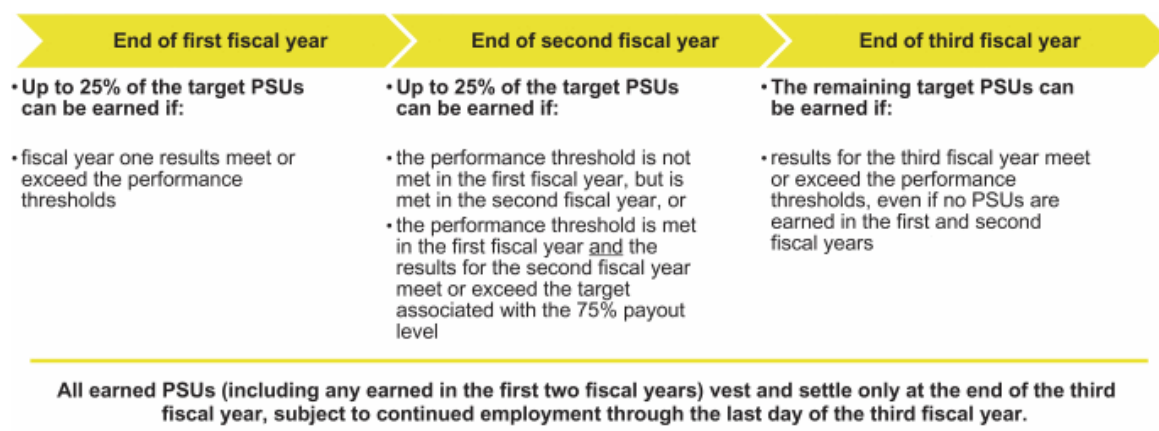 End of first fiscal year
End of second fiscal year
End of third fiscal year
• Up to 25% of the target PSUs
can be earned if:
• fiscal year one results meet or
exceed the performance
thresholds
• Up to 25% of the target PSUs
can be earned if:
• the performance threshold is not
met in the first fiscal year, but is
met in the second fiscal year, or
• the performance threshold is met
in the first fiscal year and the
results for the second fiscal year
meet or exceed the target
associated with the 75% payout
level
• The remaining target PSUs can
be earned if:
• results for the third fiscal year meet
or exceed the performance
thresholds, even if no PSUs are
earned in the first and second
fiscal years
All earned PSUs (including any earned in the first two fiscal years) vest and settle only at the end of the third
fiscal year, subject to continued employment through the last day of the third fiscal year.